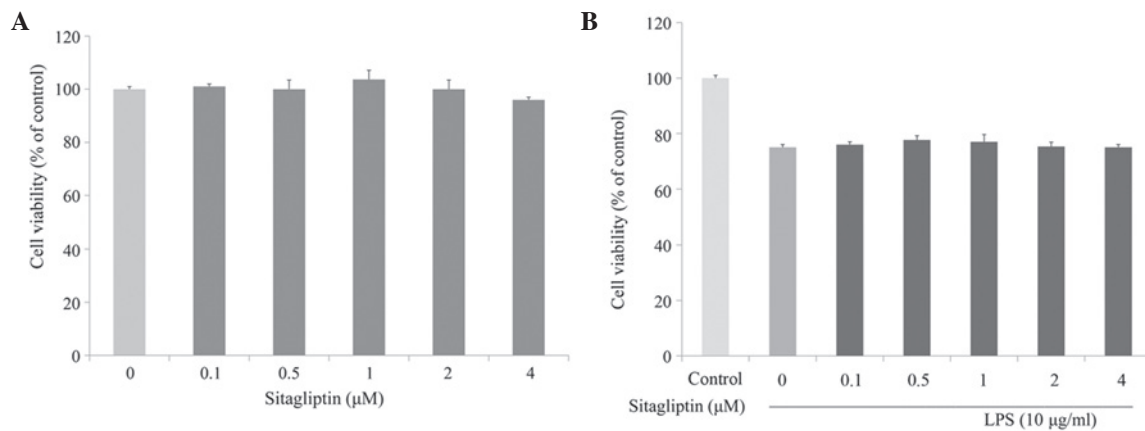 A
Cell viability (% of control)
120
100
80
60
40
20
0
0 0.1 0.5 1 2 4
Sitagliptin (µM)
B
Cell viability (% of control)
120
100
80
60
40
20
0
Control 0 0.1 0.5 1 2 4
Sitagliptin (µM)
LPS (10 µg/ml)